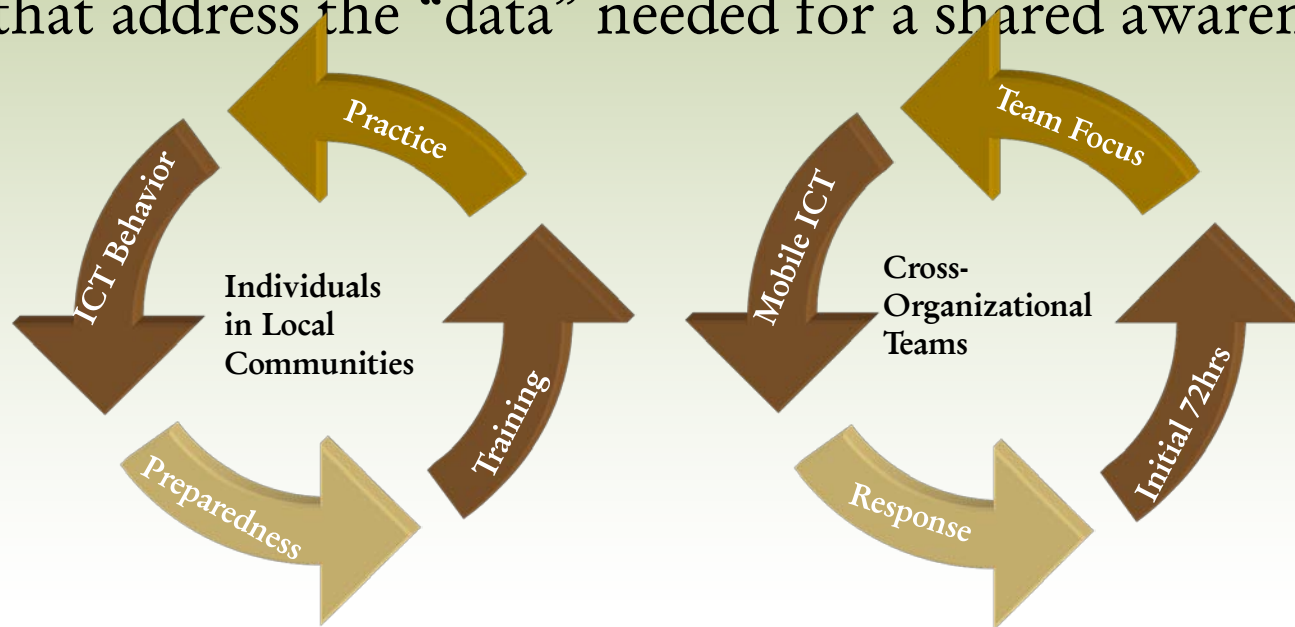 that address the “data” needed for a shared
Practice
ICT Behavior
Individuals
in Local
Communities
Training
Preparedness
Team Focus
Mobile ICT
Cross-
Organizational
Teams
Initial 72hrs
Response